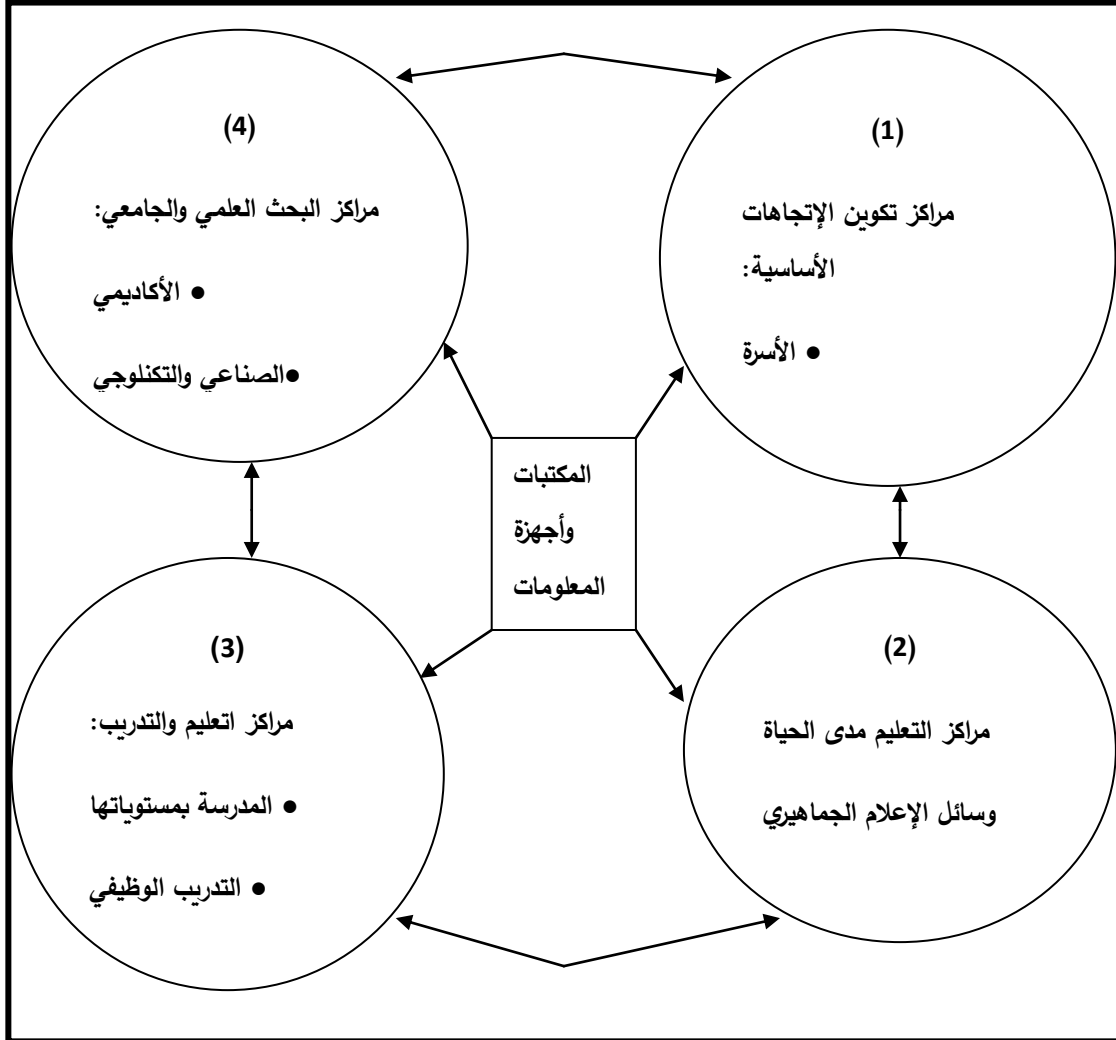 (1)
مراكز تكوين الإتجاهات
الأساسية:
● الأسرة
(2)
مراكز التعليم مدى الحياة
وسائل الإعلام الجماهيري
(3)
مراكز اتعليم والتدريب:
● المدرسة بمستوياتها
● التدريب الوظيفي
(4)
مراكز البحث العلمي والجامعي:
● الأكاديمي
●الصناعي والتكنلوجي
المكتبات
وأجهزة
المعلومات